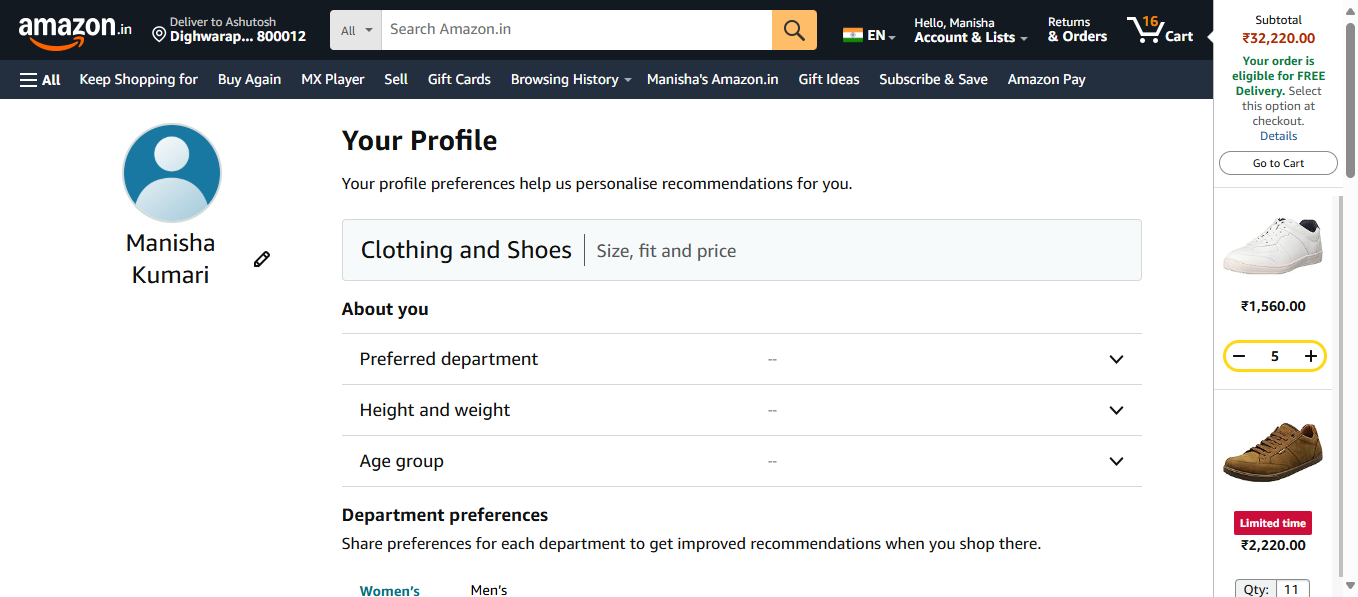 amazon.in
Deliver to Ashutosh
Dighwarap... 800012
All
Search Amazon.in
EN
Hello, Manisha
Account & Lists
Returns
& Orders
16
Cart
All
Keep Shopping for
Buy Again
MX Player
Sell
Gift Cards
Browsing History
Manisha's Amazon.in
Gift Ideas
Subscribe & Save
Amazon Pay
Manisha
Kumari
Your Profile
Your profile preferences help us personalise recommendations for you.
Clothing and Shoes
Size, fit and price
About you
Preferred department --
Height and weight --
Age group --
Department preferences
Share preferences for each department to get improved recommendations when you shop there.
Women's
Men's
Subtotal
₹32,220.00
Your order is
eligible for FREE
Delivery. Select
this option at
checkout.
Details
Go to Cart
₹1,560.00
− 5 +
Limited time
₹2,220.00
Qty: 11